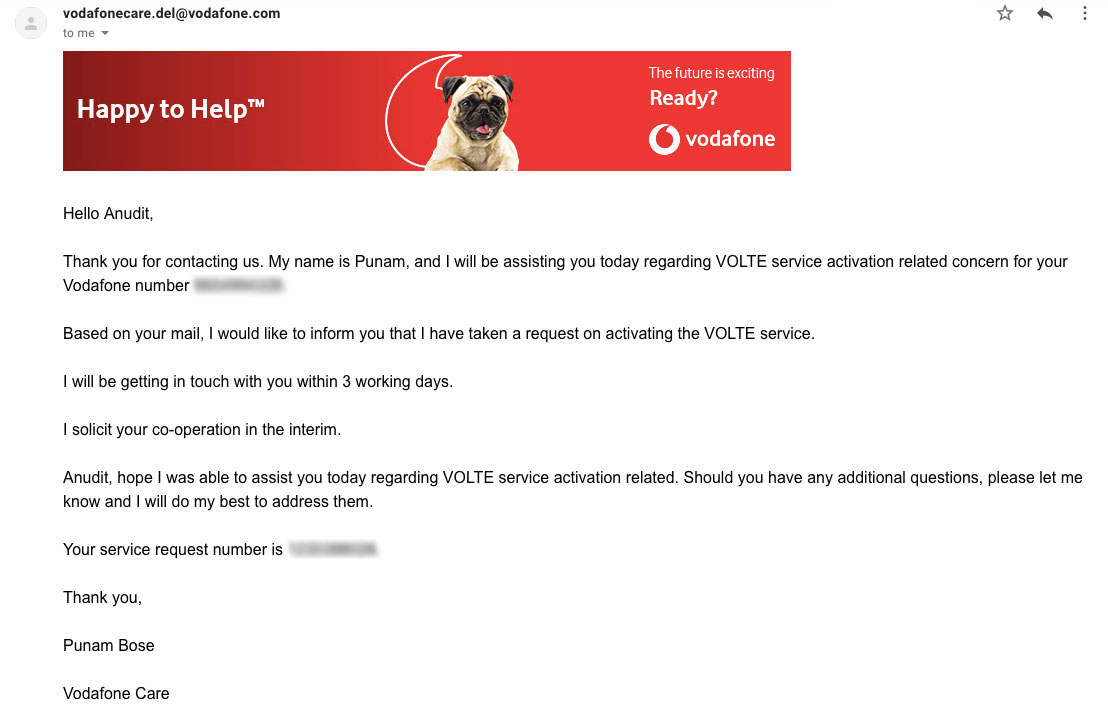 vodafonecare.del@vodafone.com
to me
Happy to Help™
The future is exciting
Ready?
vodafone
Hello Anudit,
Thank you for contacting us. My name is Punam, and I will be assisting you today regarding VOLTE service activation related concern for your
Vodafone number
Based on your mail, I would like to inform you that I have taken a request on activating the VOLTE service.
I will be getting in touch with you within 3 working days.
I solicit your co-operation in the interim.
Anudit, hope I was able to assist you today regarding VOLTE service activation related. Should you have any additional questions, please let me
know and I will do my best to address them.
Your service request number is
Thank you,
Punam Bose
Vodafone Care